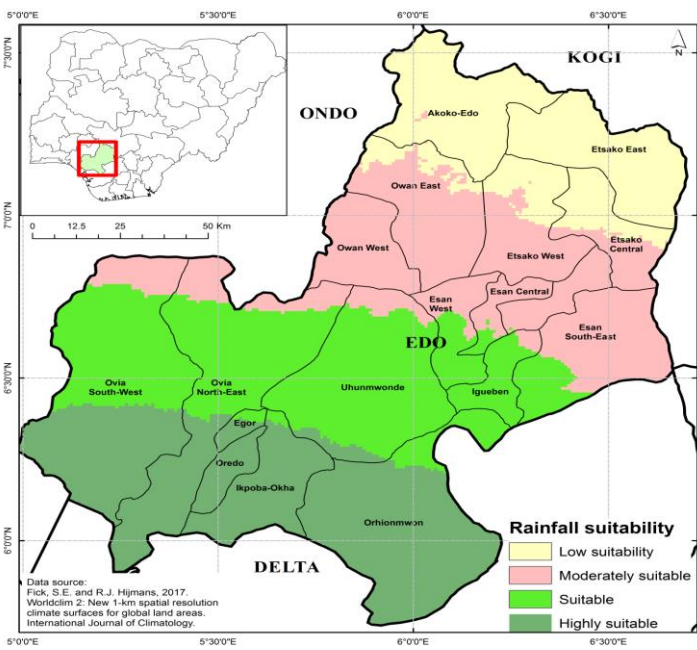 5°0'0"E
5°30'0"E
6°0'0"E
6°30'0"E
7°30'0"N
7°0'0"N
6°30'0"N
6°0'0"N
N
KOGI
ONDO
Akoko-Edo
Etsako East
Owan East
0 12.5 25 50 Km
Owan West
Etsako West
Etsako
Central
Esan
West
Esan Central
Esan
South-East
EDO
Ovia
South-West
Ovia
North-East
Uhunmwonde
Igueben
Egor
Oredo
Ikpoba-Okha
Orhionmwon
DELTA
Rainfall suitability
Low suitability
Moderately suitable
Suitable
Highly suitable
Data source:
Fick, S.E. and R.J. Hijmans, 2017.
Worldclim 2: New 1-km spatial resolution
climate surfaces for global land areas.
International Journal of Climatology.
5°0'0"E
5°30'0"E
6°0'0"E
6°30'0"E